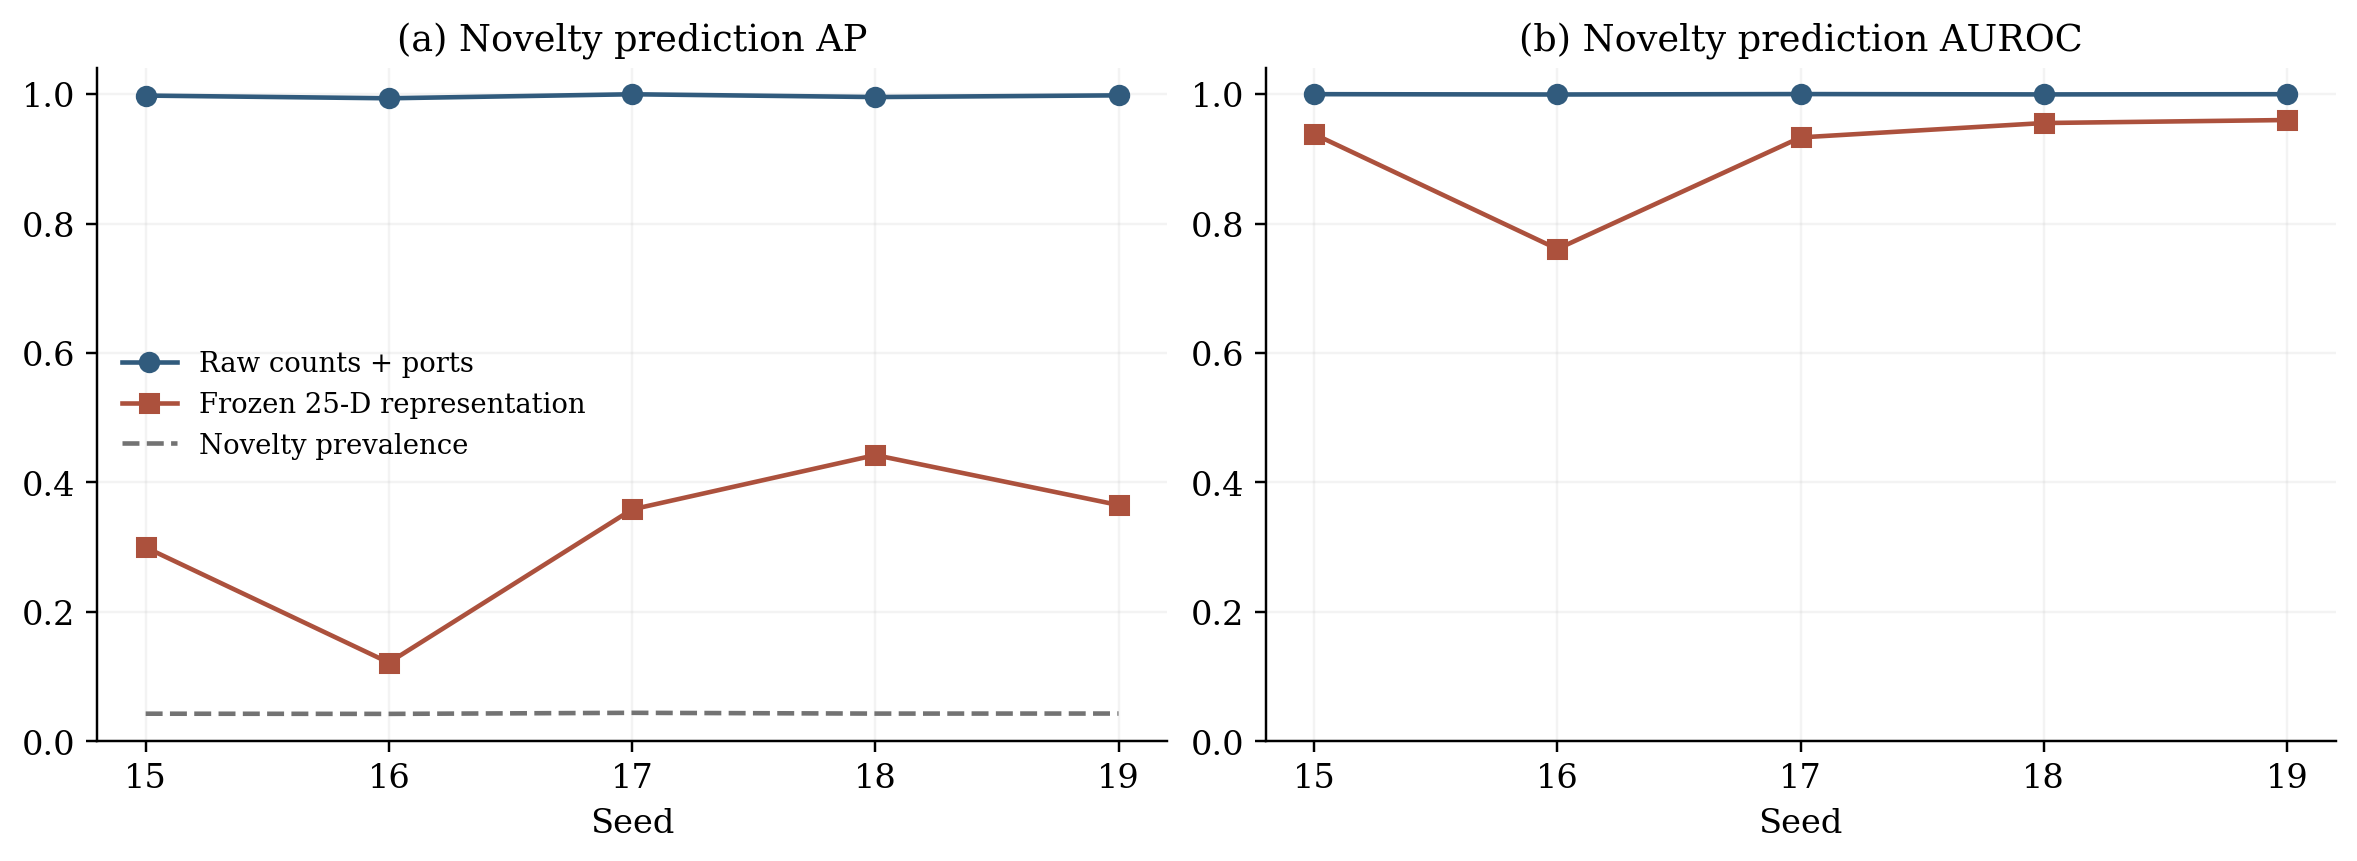 (a) Novelty prediction AP
1.0
0.8
0.6
0.4
0.2
0.0
Raw counts + ports
Frozen 25-D representation
Novelty prevalence
15 16 17 18 19
Seed
(b) Novelty prediction AUROC
1.0
0.8
0.6
0.4
0.2
0.0
15 16 17 18 19
Seed